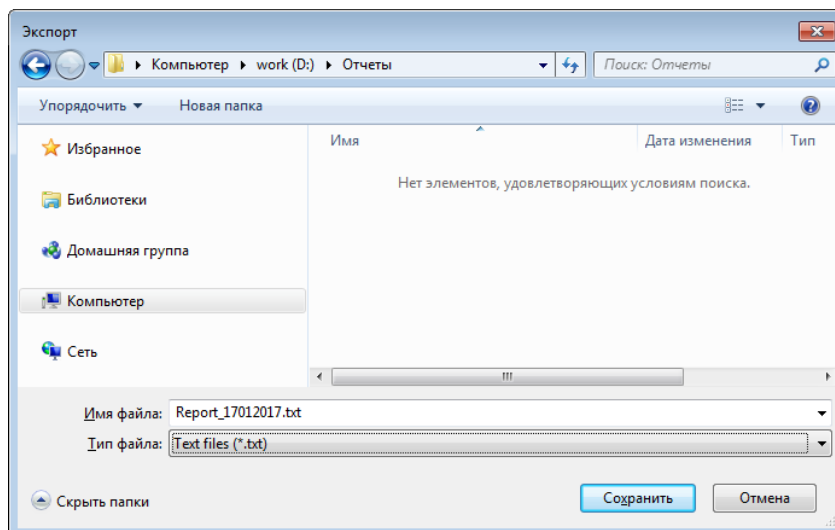 Экспорт
Компьютер work (D:) Отчеты Поиск: Отчеты
Упорядочить Новая папка
Имя Дата изменения Тип
Избранное
Нет элементов, удовлетворяющих условиям поиска.
Библиотеки
Домашняя группа
Компьютер
Сеть
Имя файла: Report_17012017.txt
Тип файла: Text files (*.txt)
Скрыть папки Сохранить Отмена